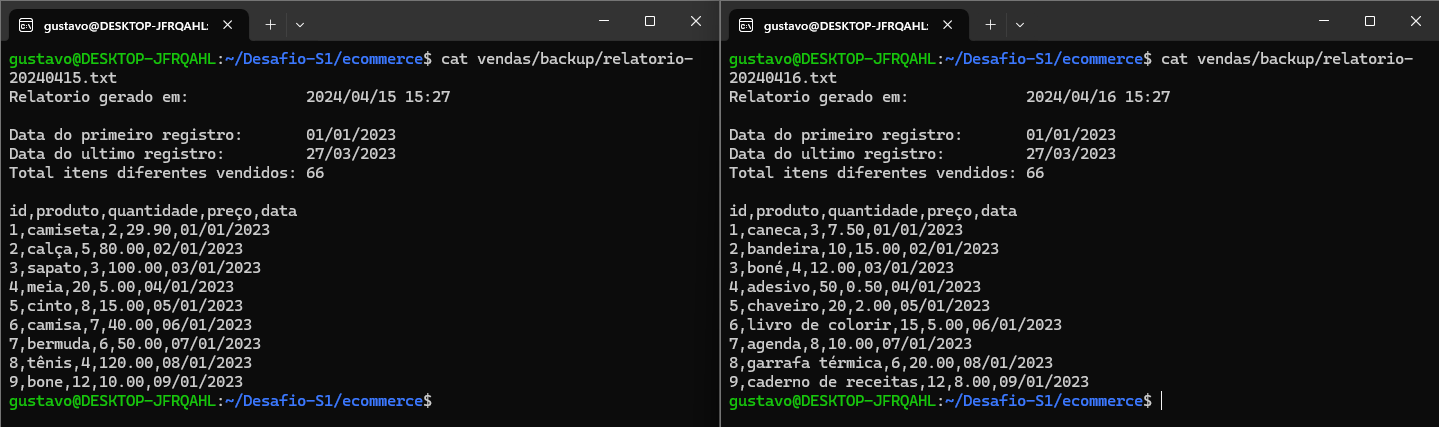 gustavo@DESKTOP-JFRQAHL:
gustavo@DESKTOP-JFRQAHL:~/Desafio-S1/ecommerce$ cat vendas/backup/relatorio-
20240415.txt
Relatorio gerado em: 2024/04/15 15:27
Data do primeiro registro: 01/01/2023
Data do ultimo registro: 27/03/2023
Total itens diferentes vendidos: 66
id,produto,quantidade,preço,data
1,camiseta,2,29.90,01/01/2023
2,calça,5,80.00,02/01/2023
3,sapato,3,100.00,03/01/2023
4,meia,20,5.00,04/01/2023
5,cinto,8,15.00,05/01/2023
6,camisa,7,40.00,06/01/2023
7,bermuda,6,50.00,07/01/2023
8,tênis,4,120.00,08/01/2023
9,bone,12,10.00,09/01/2023
gustavo@DESKTOP-JFRQAHL:~/Desafio-S1/ecommerce$
gustavo@DESKTOP-JFRQAHL:
gustavo@DESKTOP-JFRQAHL:~/Desafio-S1/ecommerce$ cat vendas/backup/relatorio-
20240416.txt
Relatorio gerado em: 2024/04/16 15:27
Data do primeiro registro: 01/01/2023
Data do ultimo registro: 27/03/2023
Total itens diferentes vendidos: 66
id,produto,quantidade,preço,data
1,caneca,3,7.50,01/01/2023
2,bandeira,10,15.00,02/01/2023
3,boné,4,12.00,03/01/2023
4,adesivo,50,0.50,04/01/2023
5,chaveiro,20,2.00,05/01/2023
6,livro de colorir,15,5.00,06/01/2023
7,agenda,8,10.00,07/01/2023
8,garrafa térmica,6,20.00,08/01/2023
9,caderno de receitas,12,8.00,09/01/2023
gustavo@DESKTOP-JFRQAHL:~/Desafio-S1/ecommerce$